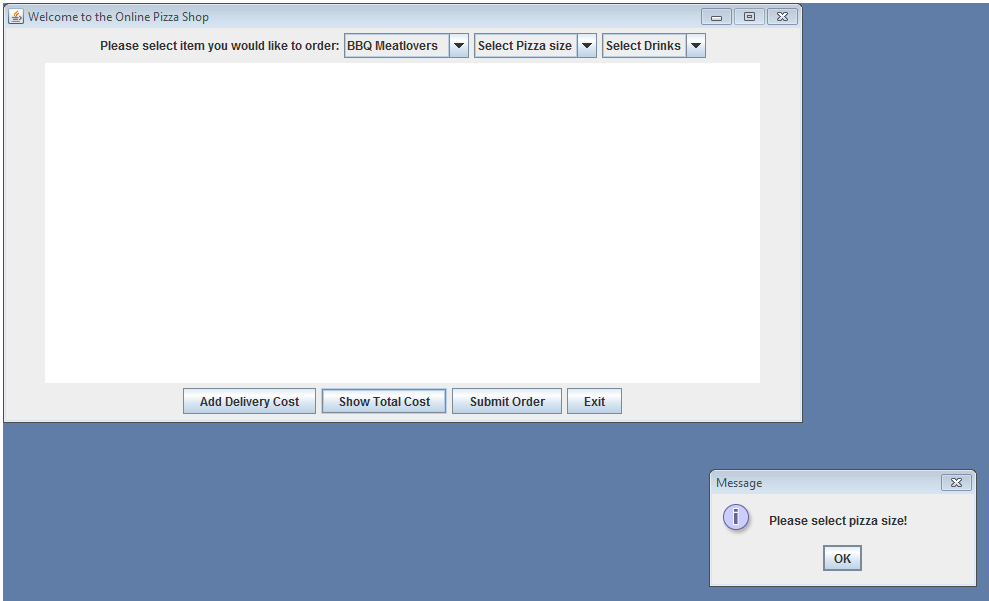 Welcome to the Online Pizza Shop
Please select item you would like to order: BBQ Meatlovers Select Pizza size Select Drinks
Add Delivery Cost Show Total Cost Submit Order Exit
Message
i Please select pizza size!
OK